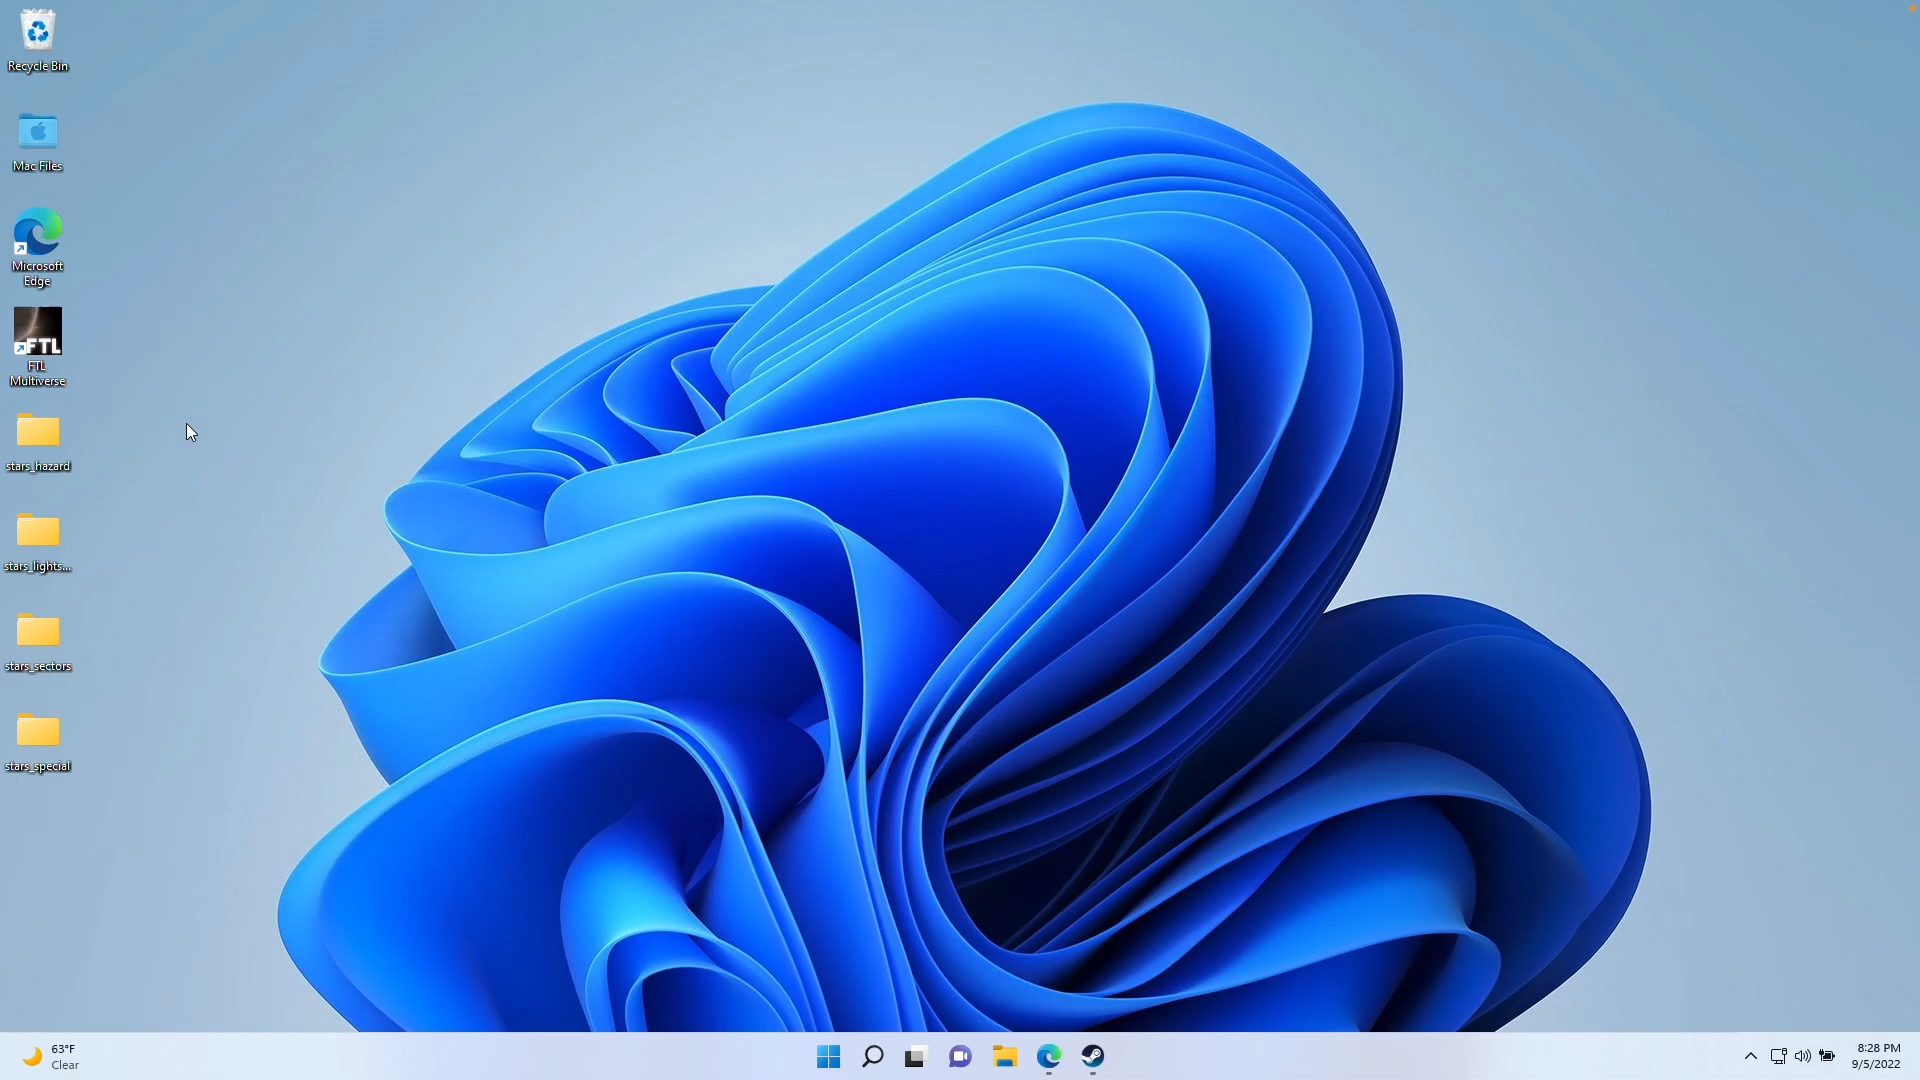 Recycle Bin
Mac Files
Microsoft
Edge
FTL
FTL
Multiverse
stars_hazard
stars_lights...
stars_sectors
stars_special
63°F
Clear
8:28 PM
9/5/2022